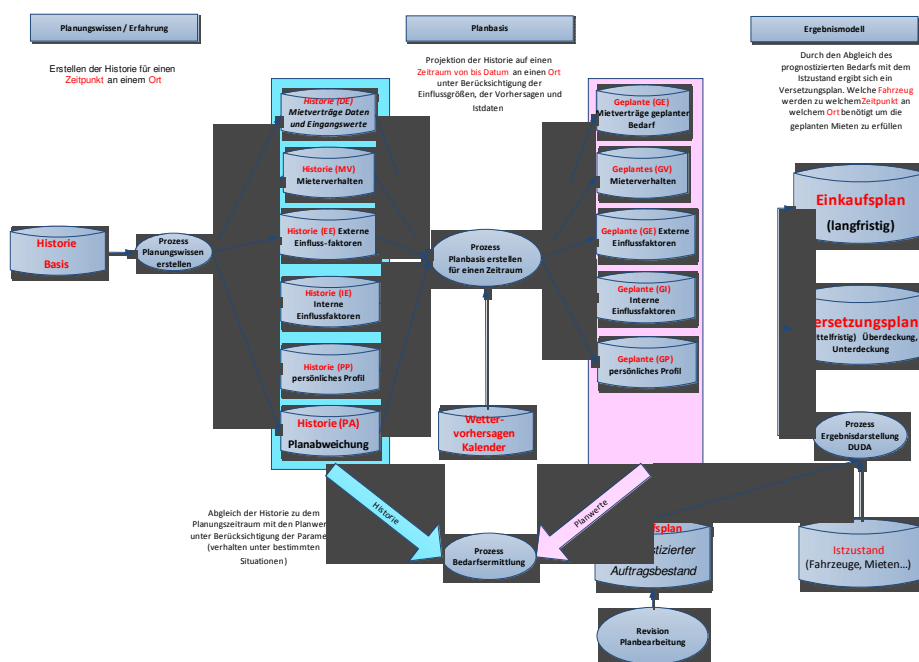 Planungswissen / Erfahrung
Planbasis
Ergebnismodell
Erstellen der Historie für einen
Zeitpunkt an einem Ort
Projektion der Historie auf einen
Zeitraum von bis Datum an einen Ort
unter Berücksichtigung der
Einflussgrößen, der Vorhersagen und
Istdaten
Durch den Abgleich des
prognostizierten Bedarfs mit dem
Istzustand ergibt sich ein
Versetzungsplan. Welche Fahrzeug
werden zu welchem Zeitpunkt an
welchem Ort benötigt um die
geplanten Mieten zu erfüllen
Historie (DE)
Mietverträge Daten
und Eingangswerte
Historie (MV)
Mieterverhalten
Historie (EE) Externe
Einfluss-faktoren
Historie (IE)
Interne
Einflussfaktoren
Historie (PP)
persönliches Profil
Historie (PA)
Planabweichung
Historie
Basis
Prozess
Planungswissen
erstellen
Prozess
Planbasis erstellen
für einen Zeitraum
Wetter-
vorhersagen
Kalender
Geplante (GE)
Mietverträge geplanter
Bedarf
Geplantes (GV)
Mieterverhalten
Geplante (GE) Externe
Einflussfaktoren
Geplante (GI)
Interne
Einflussfaktoren
Geplante (GP)
persönliches Profil
Einkaufsplan
(langfristig)
ersetzungsplan
ttelfristig) Überdeckung,
Unterdeckung
Prozess
Ergebnisdarstellung
DUDA
Istzustand
(Fahrzeuge, Mieten...)
Abgleich der Historie zu dem
Planungszeitraum mit den Planwer
unter Berücksichtigung der Parame
(verhalten unter bestimmten
Situationen)
Historie
Planwerte
Prozess
Bedarfsermittlung
fsplan
stizierter
Auftragsbestand
Revision
Planbearbeitung